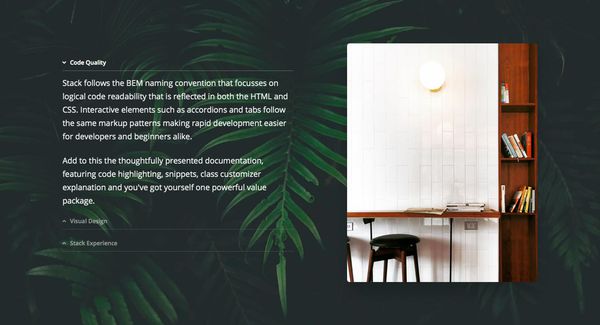 Code Quality
Stack follows the BEM naming convention that focusses on
logical code readability that is reflected in both the HTML and
CSS. Interactive elements such as accordions and tabs follow
the same markup patterns making rapid development easier
for developers and beginners alike.
Add to this the thoughtfully presented documentation,
featuring code highlighting, snippets, class customizer
explanation and you've got yourself one powerful value
package.
Visual Design
Stack Experience